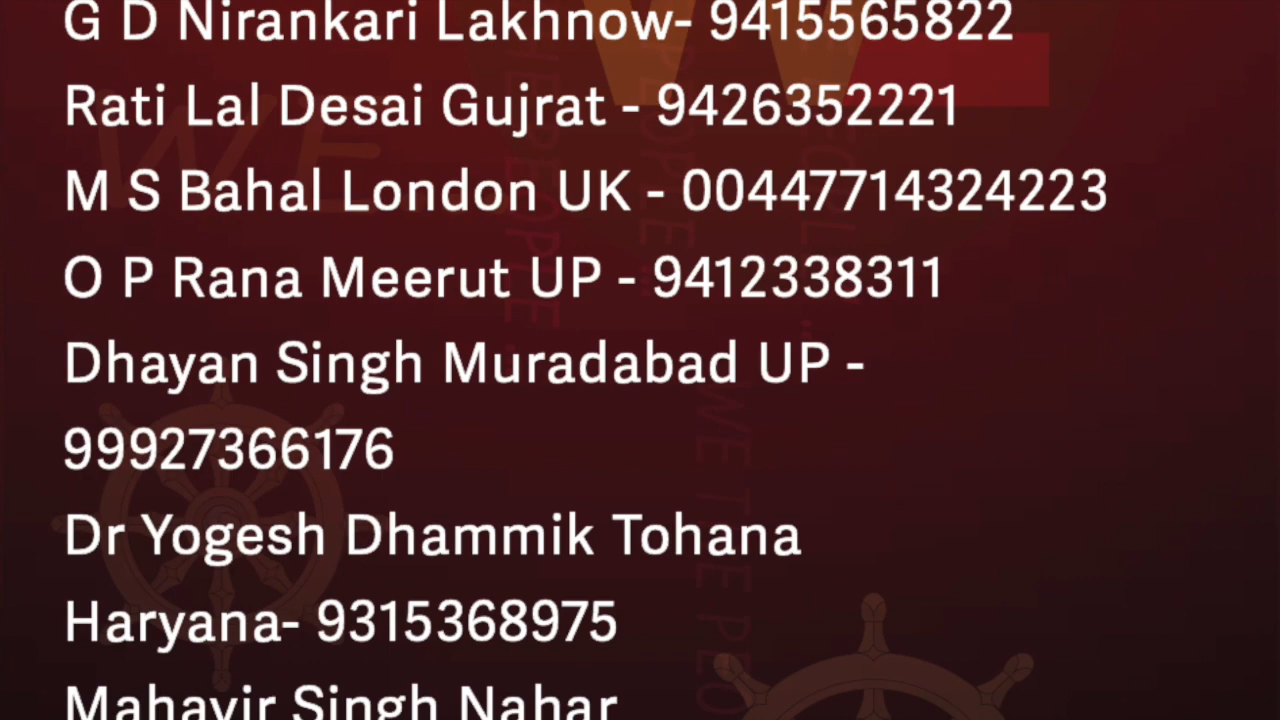 G D Nirankari Lakhnow- 9415565822
Rati Lal Desai Gujrat - 9426352221
M S Bahal London UK - 00447714324223
O P Rana Meerut UP - 9412338311
Dhayan Singh Muradabad UP -
99927366176
Dr Yogesh Dhammik Tohana
Haryana- 9315368975
Mahavir Singh Nahar